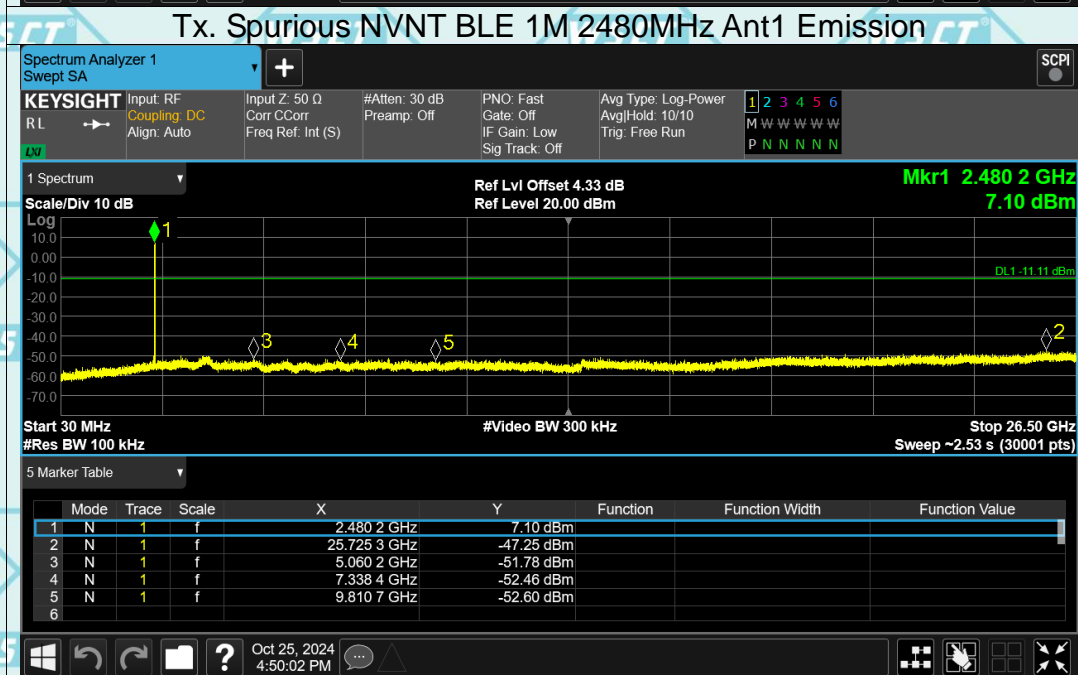 Tx. Spurious NVNT BLE 1M 2480MHz Ant1 Emission
Spectrum Analyzer 1
Swept SA
+
SCPI
KEYSIGHT
R L
LXI
Input: RF
Coupling: DC
Align: Auto
Input Z: 50 Ω
Corr CCorr
Freq Ref: Int (S)
#Atten: 30 dB
Preamp: Off
PNO: Fast
Gate: Off
IF Gain: Low
Sig Track: Off
Avg Type: Log-Power
Avg|Hold: 10/10
Trig: Free Run
1 2 3 4 5 6
M W W W W W
P N N N N N
1 Spectrum
Scale/Div 10 dB
Ref Lvl Offset 4.33 dB
Ref Level 20.00 dBm
Mkr1 2.480 2 GHz
7.10 dBm
Log
10.0
0.00
-10.0
-20.0
-30.0
-40.0
-50.0
-60.0
-70.0
1
DL1 -11.11 dBm
3
4
5
2
Start 30 MHz
#Res BW 100 kHz
#Video BW 300 kHz
Stop 26.50 GHz
Sweep ~2.53 s (30001 pts)
5 Marker Table
Mode Trace Scale X Y Function Function Width Function Value
1 N 1 f 2.480 2 GHz 7.10 dBm
2 N 1 f 25.725 3 GHz -47.25 dBm
3 N 1 f 5.060 2 GHz -51.78 dBm
4 N 1 f 7.338 4 GHz -52.46 dBm
5 N 1 f 9.810 7 GHz -52.60 dBm
6
?
Oct 25, 2024
4:50:02 PM